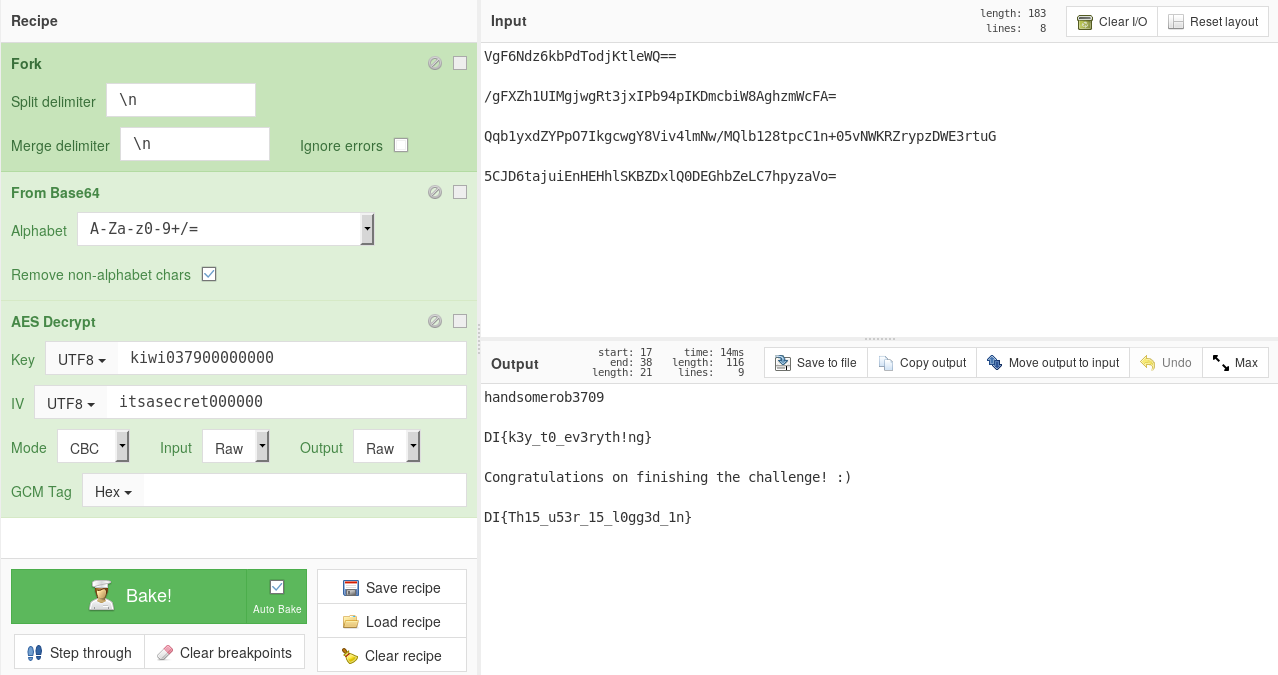 Recipe
Fork
Split delimiter \n
Merge delimiter \n Ignore errors
From Base64
Alphabet A-Za-z0-9+/=
Remove non-alphabet chars
AES Decrypt
Key UTF8 kiwi037900000000
IV UTF8 itsasecret000000
Mode CBC Input Raw Output Raw
GCM Tag Hex
Bake!
Auto Bake
Step through Clear breakpoints
Save recipe
Load recipe
Clear recipe
Input
length: 183
lines: 8
Clear I/O Reset layout
VgF6Ndz6kbPdTodjKtleWQ==
/gFXZh1UIMgjwgRt3jxIPb94pIKDmcbiW8AghzmWcFA=
Qqb1yxdZYPpO7IkgcwgY8Viv4lmNw/MQlb128tpcC1n+05vNWKRZrypzDWE3rtuG
5CJD6tajuiEnHEHhlSKBZDxlQ0DEGhbZeLC7hpyzaVo=
Output
start: 17 time: 14ms
end: 38 length: 116
length: 21 lines: 9
Save to file Copy output Move output to input Undo Max
handsomerob3709
DI{k3y_t0_ev3ryth!ng}
Congratulations on finishing the challenge! :)
DI{Th15_u53r_15_l0gg3d_1n}